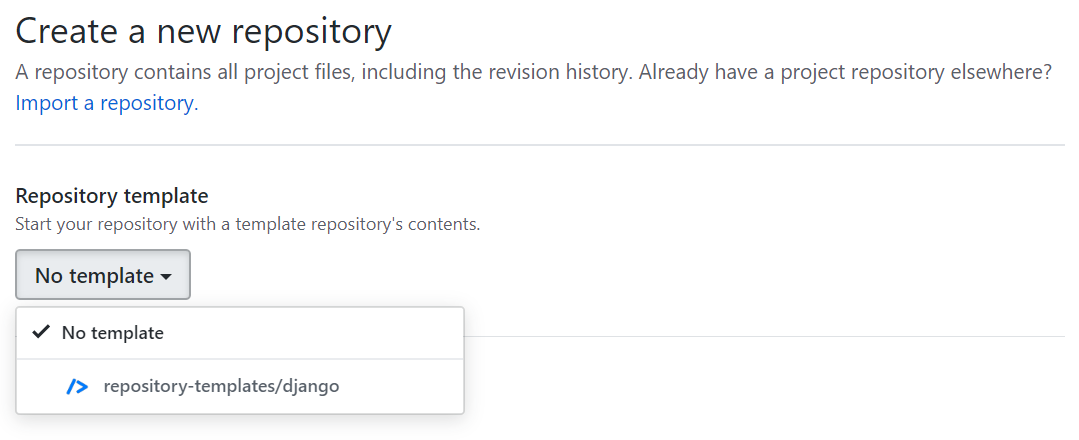 Create a new repository
A repository contains all project files, including the revision history. Already have a project repository elsewhere?
Import a repository.
Repository template
Start your repository with a template repository's contents.
No template
No template
repository-templates/django